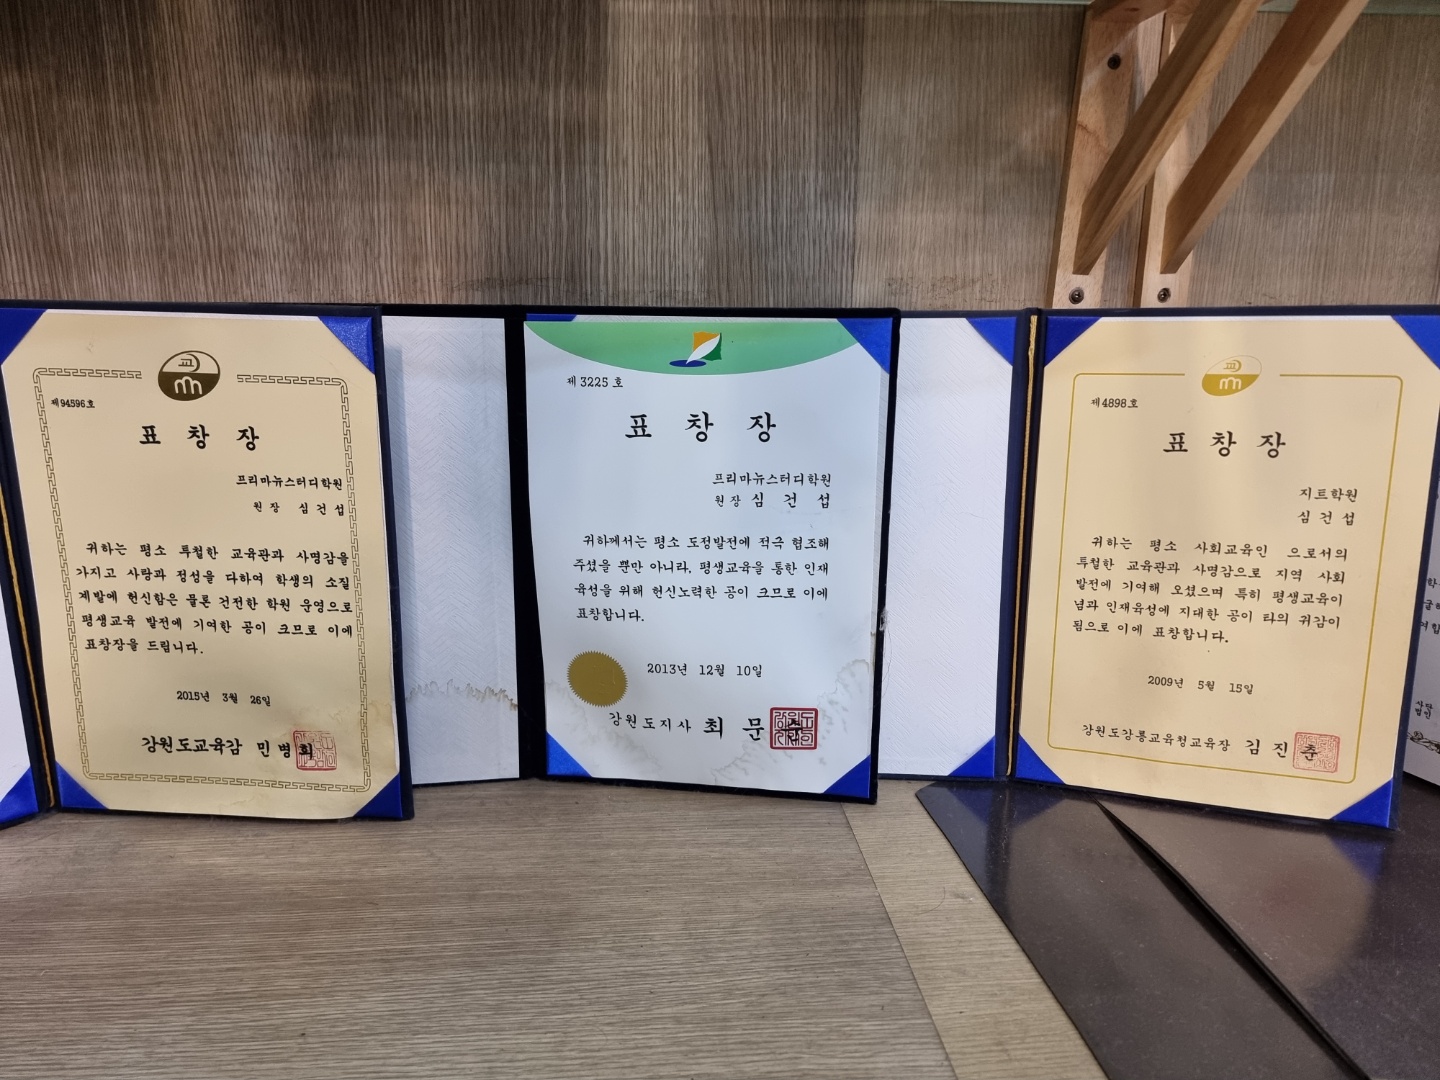 교
제94596호
표 창 장
프리마뉴스터디학원
원장 심건섭
귀하는 평소 투철한 교육관과 사명감을
가지고 사랑과 정성을 다하여 학생의 소질
계발에 헌신함은 물론 건전한 학원 운영으로
평생교육 발전에 기여한 공이 크므로 이에
표창장을 드립니다.
2015년 3월 26일
강원도교육감 민병희
제 3225 호
표 창 장
프리마뉴스터디학원
원장 심 건 섭
귀하께서는 평소 도정발전에 적극 협조해
주셨을 뿐만 아니라, 평생교육을 통한 인재
육성을 위해 헌신노력한 공이 크므로 이에
표창합니다.
2013년 12월 10일
강원도지사 최 문 순
교
제4898호
표 창 장
지트학원
심 건 섭
귀하는 평소 사회교육인 으로서의
투철한 교육관과 사명감으로 지역 사회
발전에 기여해 오셨으며 특히 평생교육이
념과 인재육성에 지대한 공이 타의 귀감이
됨으로 이에 표창합니다.
2009년 5월 15일
강원도강릉교육청교육장 김 진 춘